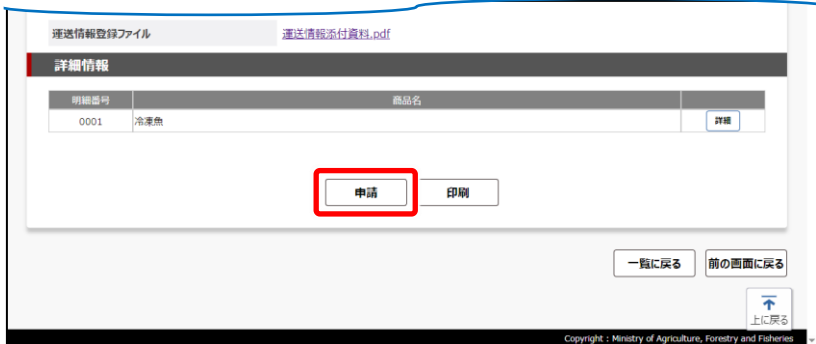 運送情報登録ファイル 運送情報添付資料.pdf
詳細情報
明細番号 商品名
0001 冷凍魚 詳細
申請 印刷
一覧に戻る 前の画面に戻る
上に戻る
Copyright : Ministry of Agriculture, Forestry and Fisheries